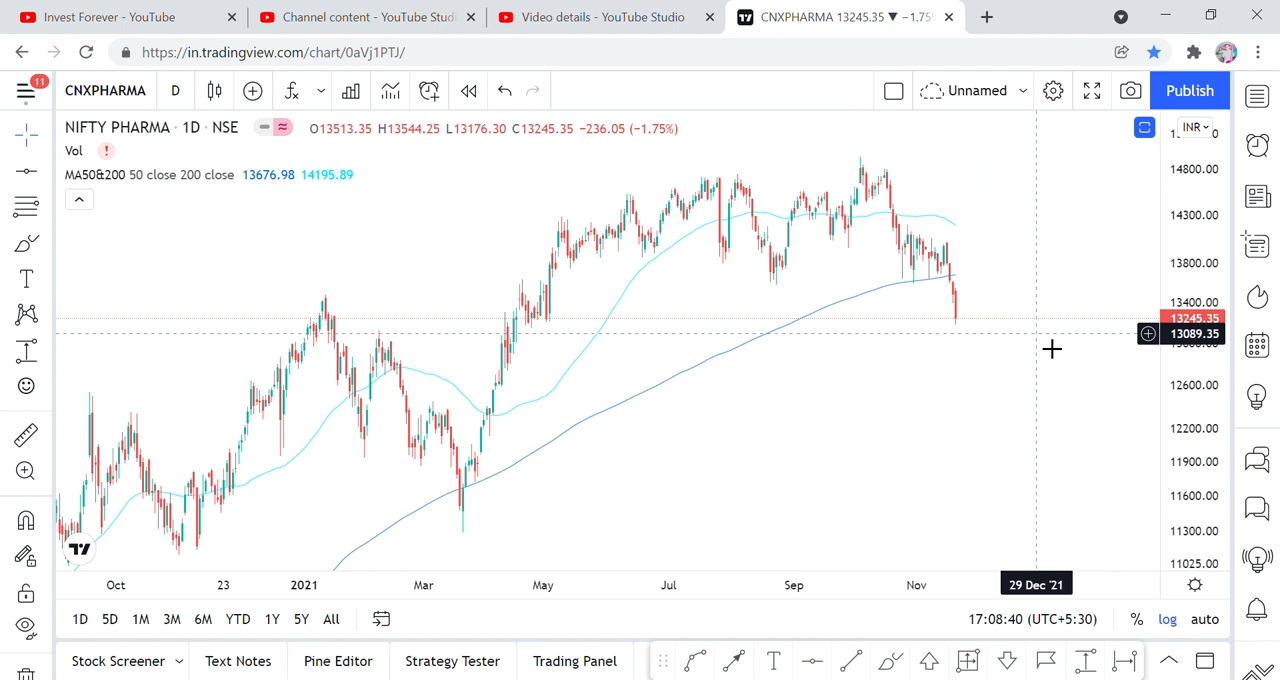 Invest Forever - YouTube
Channel content - YouTube Studi
Video details - YouTube Studio
CNXPHARMA 13245.35 ▼ −1.75
https://in.tradingview.com/chart/0aVj1PTJ/
11
CNXPHARMA D
Unnamed
Publish
NIFTY PHARMA · 1D · NSE O13513.35 H13544.25 L13176.30 C13245.35 −236.05 (−1.75%)
INR
Vol !
MA50&200 50 close 200 close 13676.98 14195.89
14800.00
14300.00
13800.00
13400.00
13245.35
13089.35
12600.00
12200.00
11900.00
11600.00
11300.00
11025.00
Oct 23 2021 Mar May Jul Sep Nov 29 Dec '21
1D 5D 1M 3M 6M YTD 1Y 5Y All
17:08:40 (UTC+5:30) % log auto
Stock Screener Text Notes Pine Editor Strategy Tester Trading Panel